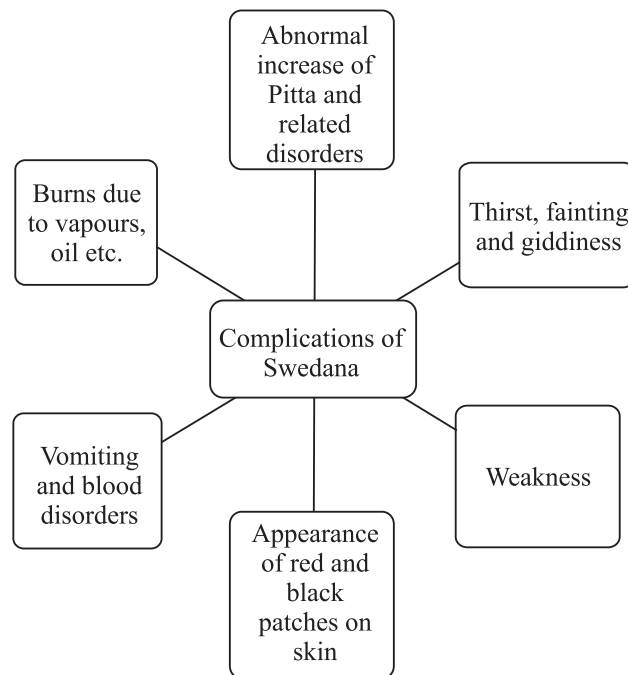 Abnormal
increase of
Pitta and
related
disorders
Burns due
to vapours,
oil etc.
Thirst, fainting
and giddiness
Complications of
Swedana
Vomiting
and blood
disorders
Weakness
Appearance
of red and
black
patches on
skin